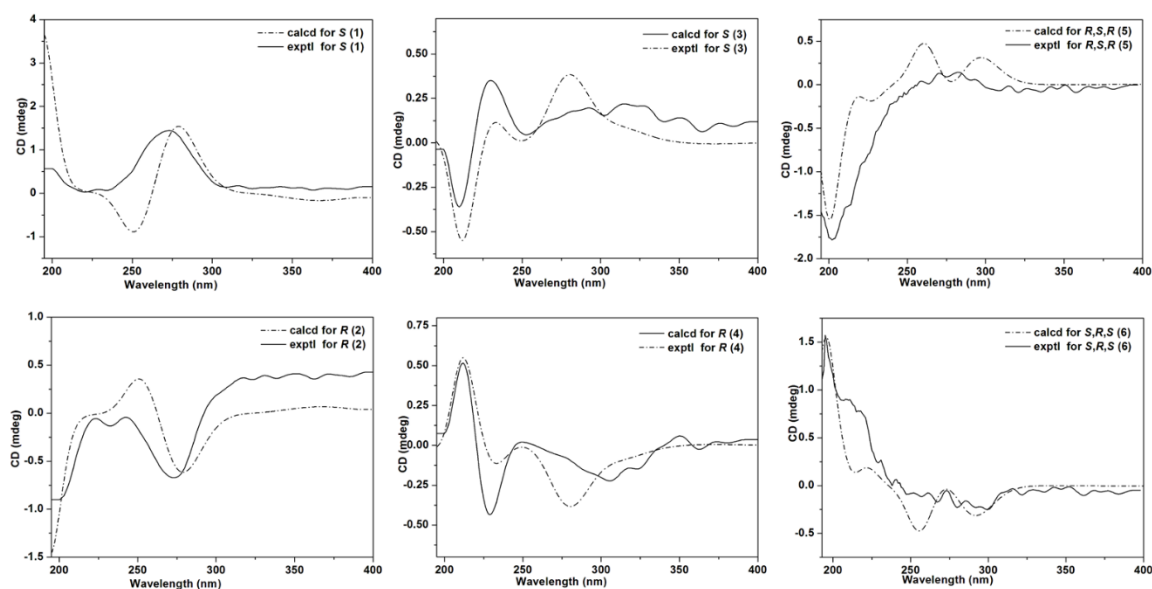 4
3
2
1
0
-1
CD (mdeg)
calcd for S (1)
exptl for S (1)
200 250 300 350 400
Wavelength (nm)
0.50
0.25
0.00
-0.25
-0.50
CD (mdeg)
calcd for S (3)
exptl for S (3)
200 250 300 350 400
Wavelength (nm)
0.5
0.0
-0.5
-1.0
-1.5
-2.0
CD (mdeg)
calcd for R,S,R (5)
exptl for R,S,R (5)
200 250 300 350 400
Wavelength (nm)
1.0
0.5
0.0
-0.5
-1.0
-1.5
CD (mdeg)
calcd for R (2)
exptl for R (2)
200 250 300 350 400
Wavelength (nm)
0.50
0.25
0.00
-0.25
-0.50
CD (mdeg)
calcd for R (4)
exptl for R (4)
200 250 300 350 400
Wavelength (nm)
1.5
1.0
0.5
0.0
-0.5
CD (mdeg)
calcd for S,R,S (6)
exptl for S,R,S (6)
200 250 300 350 400
Wavelength (nm)